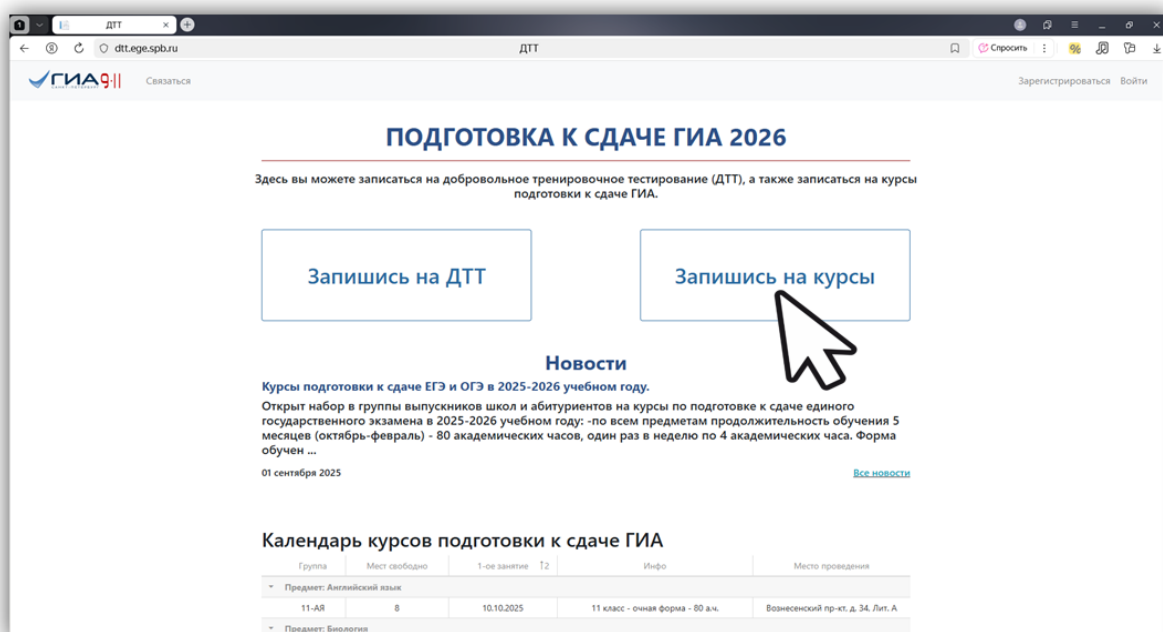 1
ДТТ
dtt.ege.spb.ru
ДТТ
Спросить
ГИА 9·11
САНКТ-ПЕТЕРБУРГ
Связаться
Зарегистрироваться
Войти
ПОДГОТОВКА К СДАЧЕ ГИА 2026
Здесь вы можете записаться на добровольное тренировочное тестирование (ДТТ), а также записаться на курсы
подготовки к сдаче ГИА.
Запишись на ДТТ
Запишись на курсы
Новости
Курсы подготовки к сдаче ЕГЭ и ОГЭ в 2025-2026 учебном году.
Открыт набор в группы выпускников школ и абитуриентов на курсы по подготовке к сдаче единого
государственного экзамена в 2025-2026 учебном году: -по всем предметам продолжительность обучения 5
месяцев (октябрь-февраль) - 80 академических часов, один раз в неделю по 4 академических часа. Форма
обучен ...
01 сентября 2025
Все новости
Календарь курсов подготовки к сдаче ГИА
Группа Мест свободно 1-ое занятие 2 Инфо Место проведения
Предмет: Английский язык
11-АЯ 8 10.10.2025 11 класс - очная форма - 80 а.ч. Вознесенский пр-кт, д. 34, Лит. А
Предмет: Биология